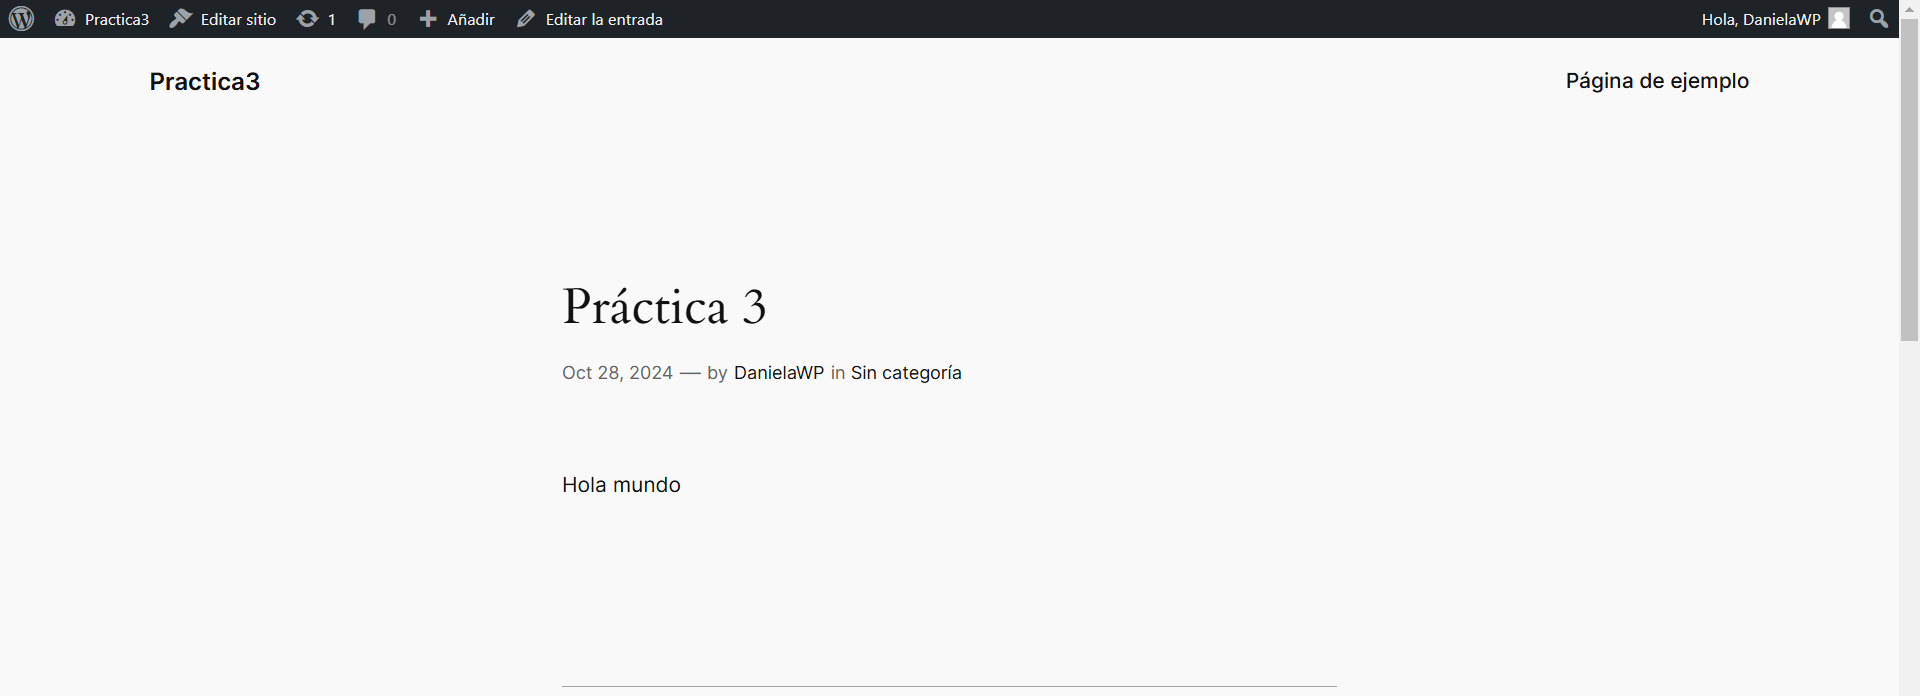 Practica3 Editar sitio 1 0 Añadir Editar la entrada Hola, DanielaWP
Practica3 Página de ejemplo
Práctica 3
Oct 28, 2024 — by DanielaWP in Sin categoría
Hola mundo